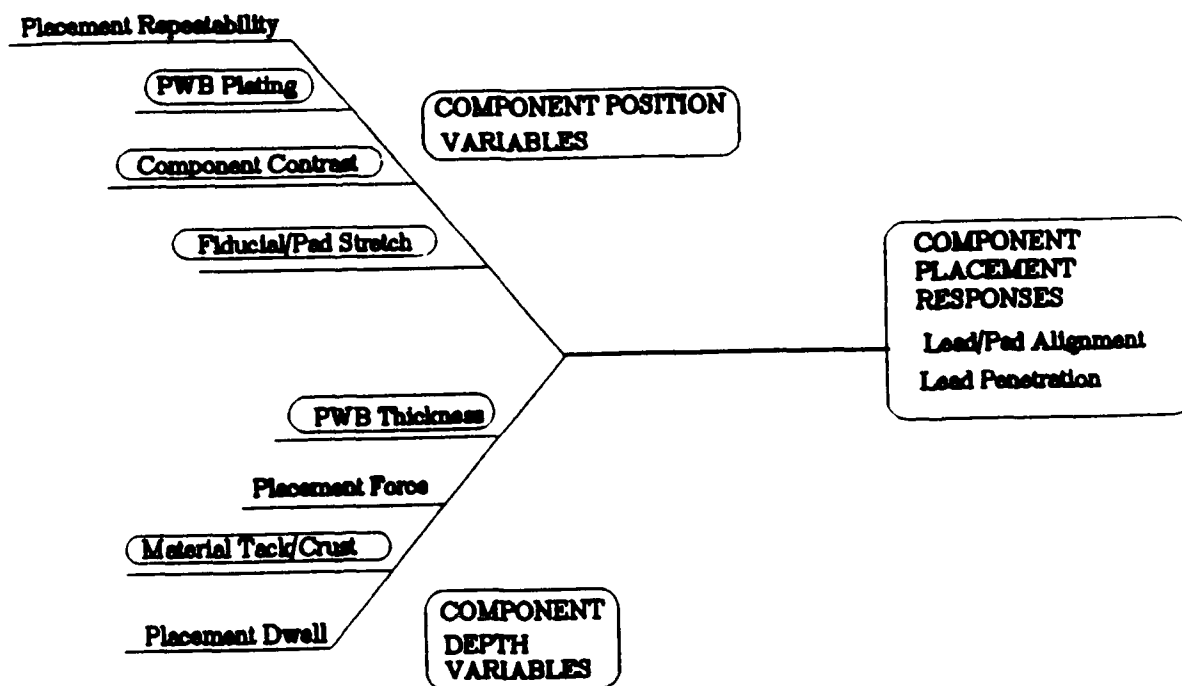 Placement Repeatability
PWB Plating
COMPONENT POSITION
VARIABLES
Component Contrast
Fiducial/Pad Stretch
COMPONENT
PLACEMENT
RESPONSES
Lead/Pad Alignment
Lead Penetration
PWB Thickness
Placement Force
Material Tack/Crust
Placement Dwell
COMPONENT
DEPTH
VARIABLES